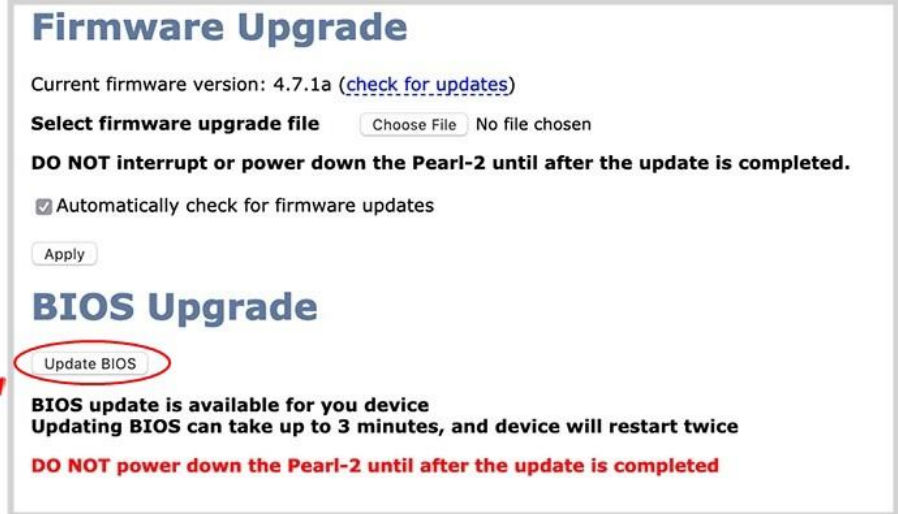 Firmware Upgrade
Current firmware version: 4.7.1a (check for updates)
Select firmware upgrade file Choose File No file chosen
DO NOT interrupt or power down the Pearl-2 until after the update is completed.
Automatically check for firmware updates
Apply
BIOS Upgrade
Update BIOS
BIOS update is available for you device
Updating BIOS can take up to 3 minutes, and device will restart twice
DO NOT power down the Pearl-2 until after the update is completed